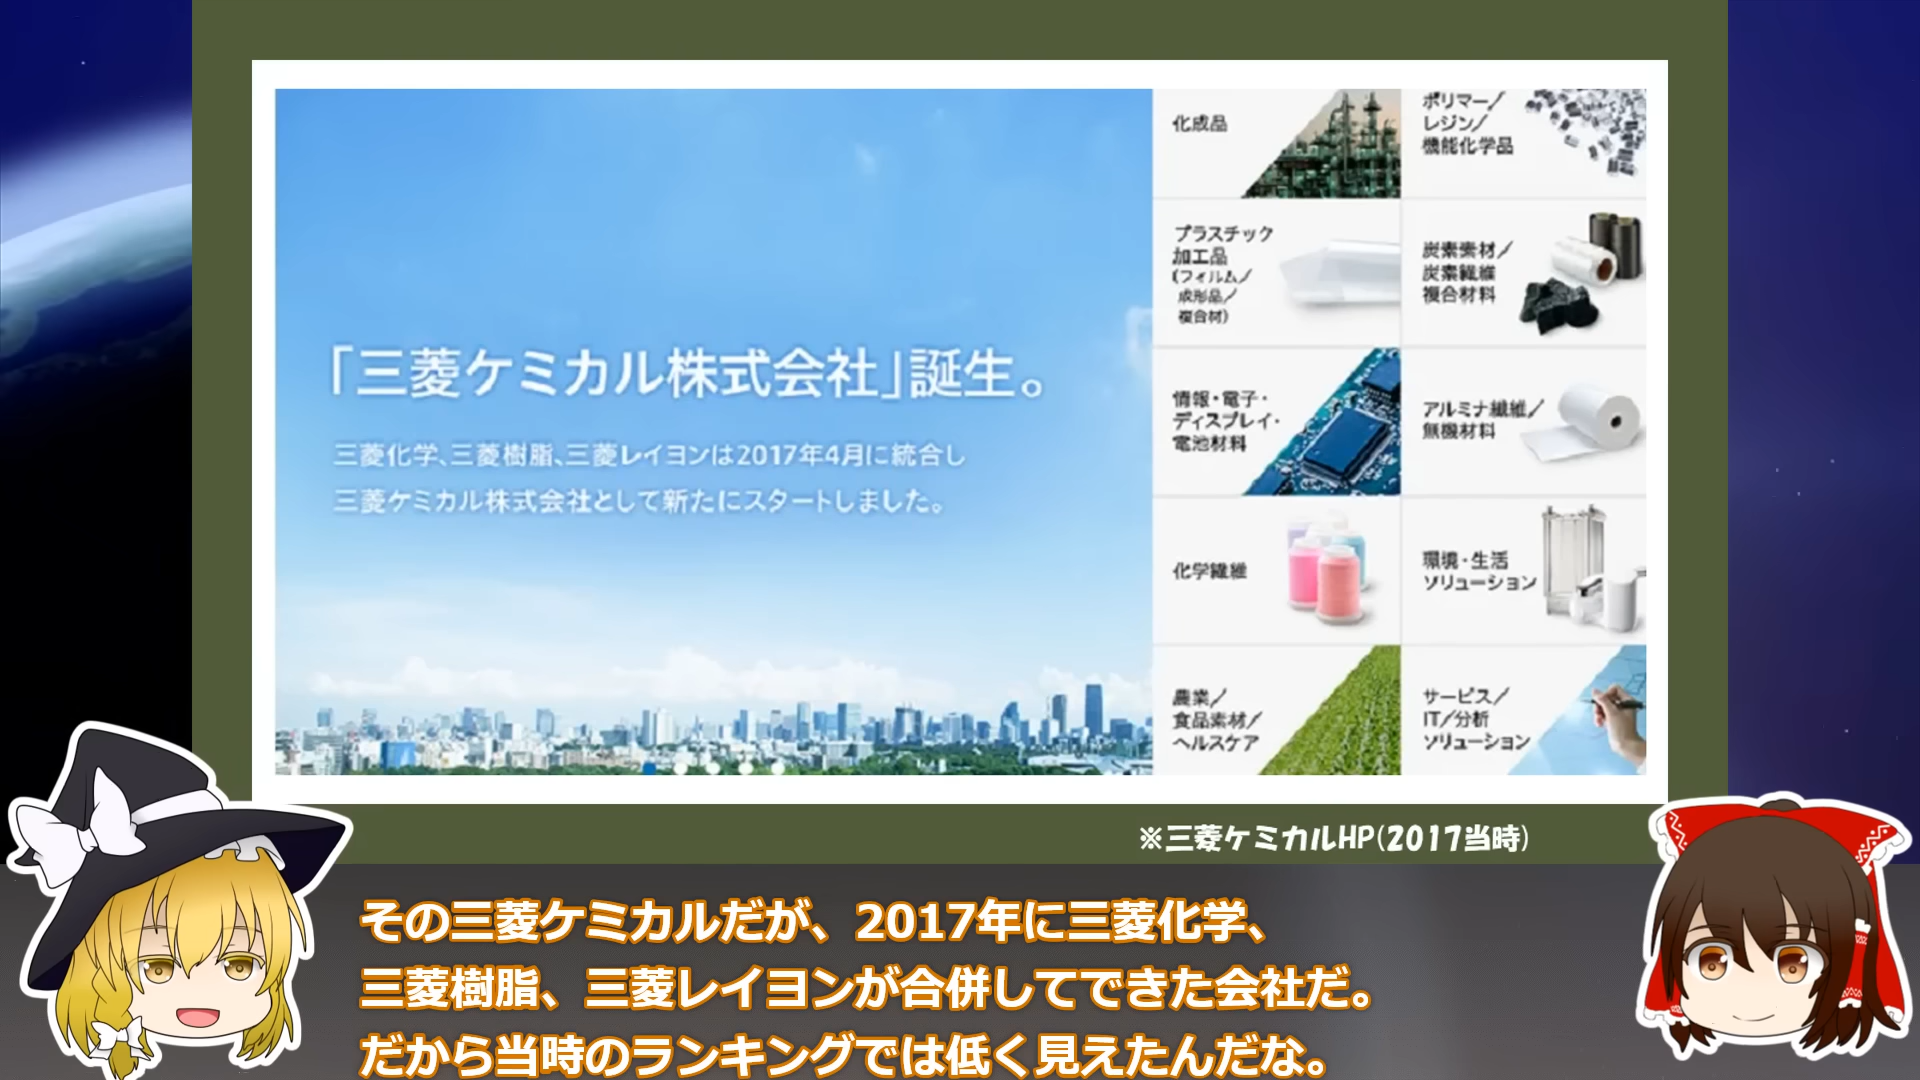 「三菱ケミカル株式会社」誕生。
三菱化学、三菱樹脂、三菱レイヨンは2017年4月に統合し
三菱ケミカル株式会社として新たにスタートしました。
化成品
ポリマー／
レジン／
機能化学品
プラスチック
加工品
(フィルム／
成形品／
複合材)
炭素素材／
炭素繊維
複合材料
情報・電子・
ディスプレイ・
電池材料
アルミナ繊維／
無機材料
化学繊維
環境・生活
ソリューション
農業／
食品素材／
ヘルスケア
サービス／
IT／分析
ソリューション
※三菱ケミカルHP(2017当時)
その三菱ケミカルだが、2017年に三菱化学、
三菱樹脂、三菱レイヨンが合併してできた会社だ。
だから当時のランキングでは低く見えたんだな。